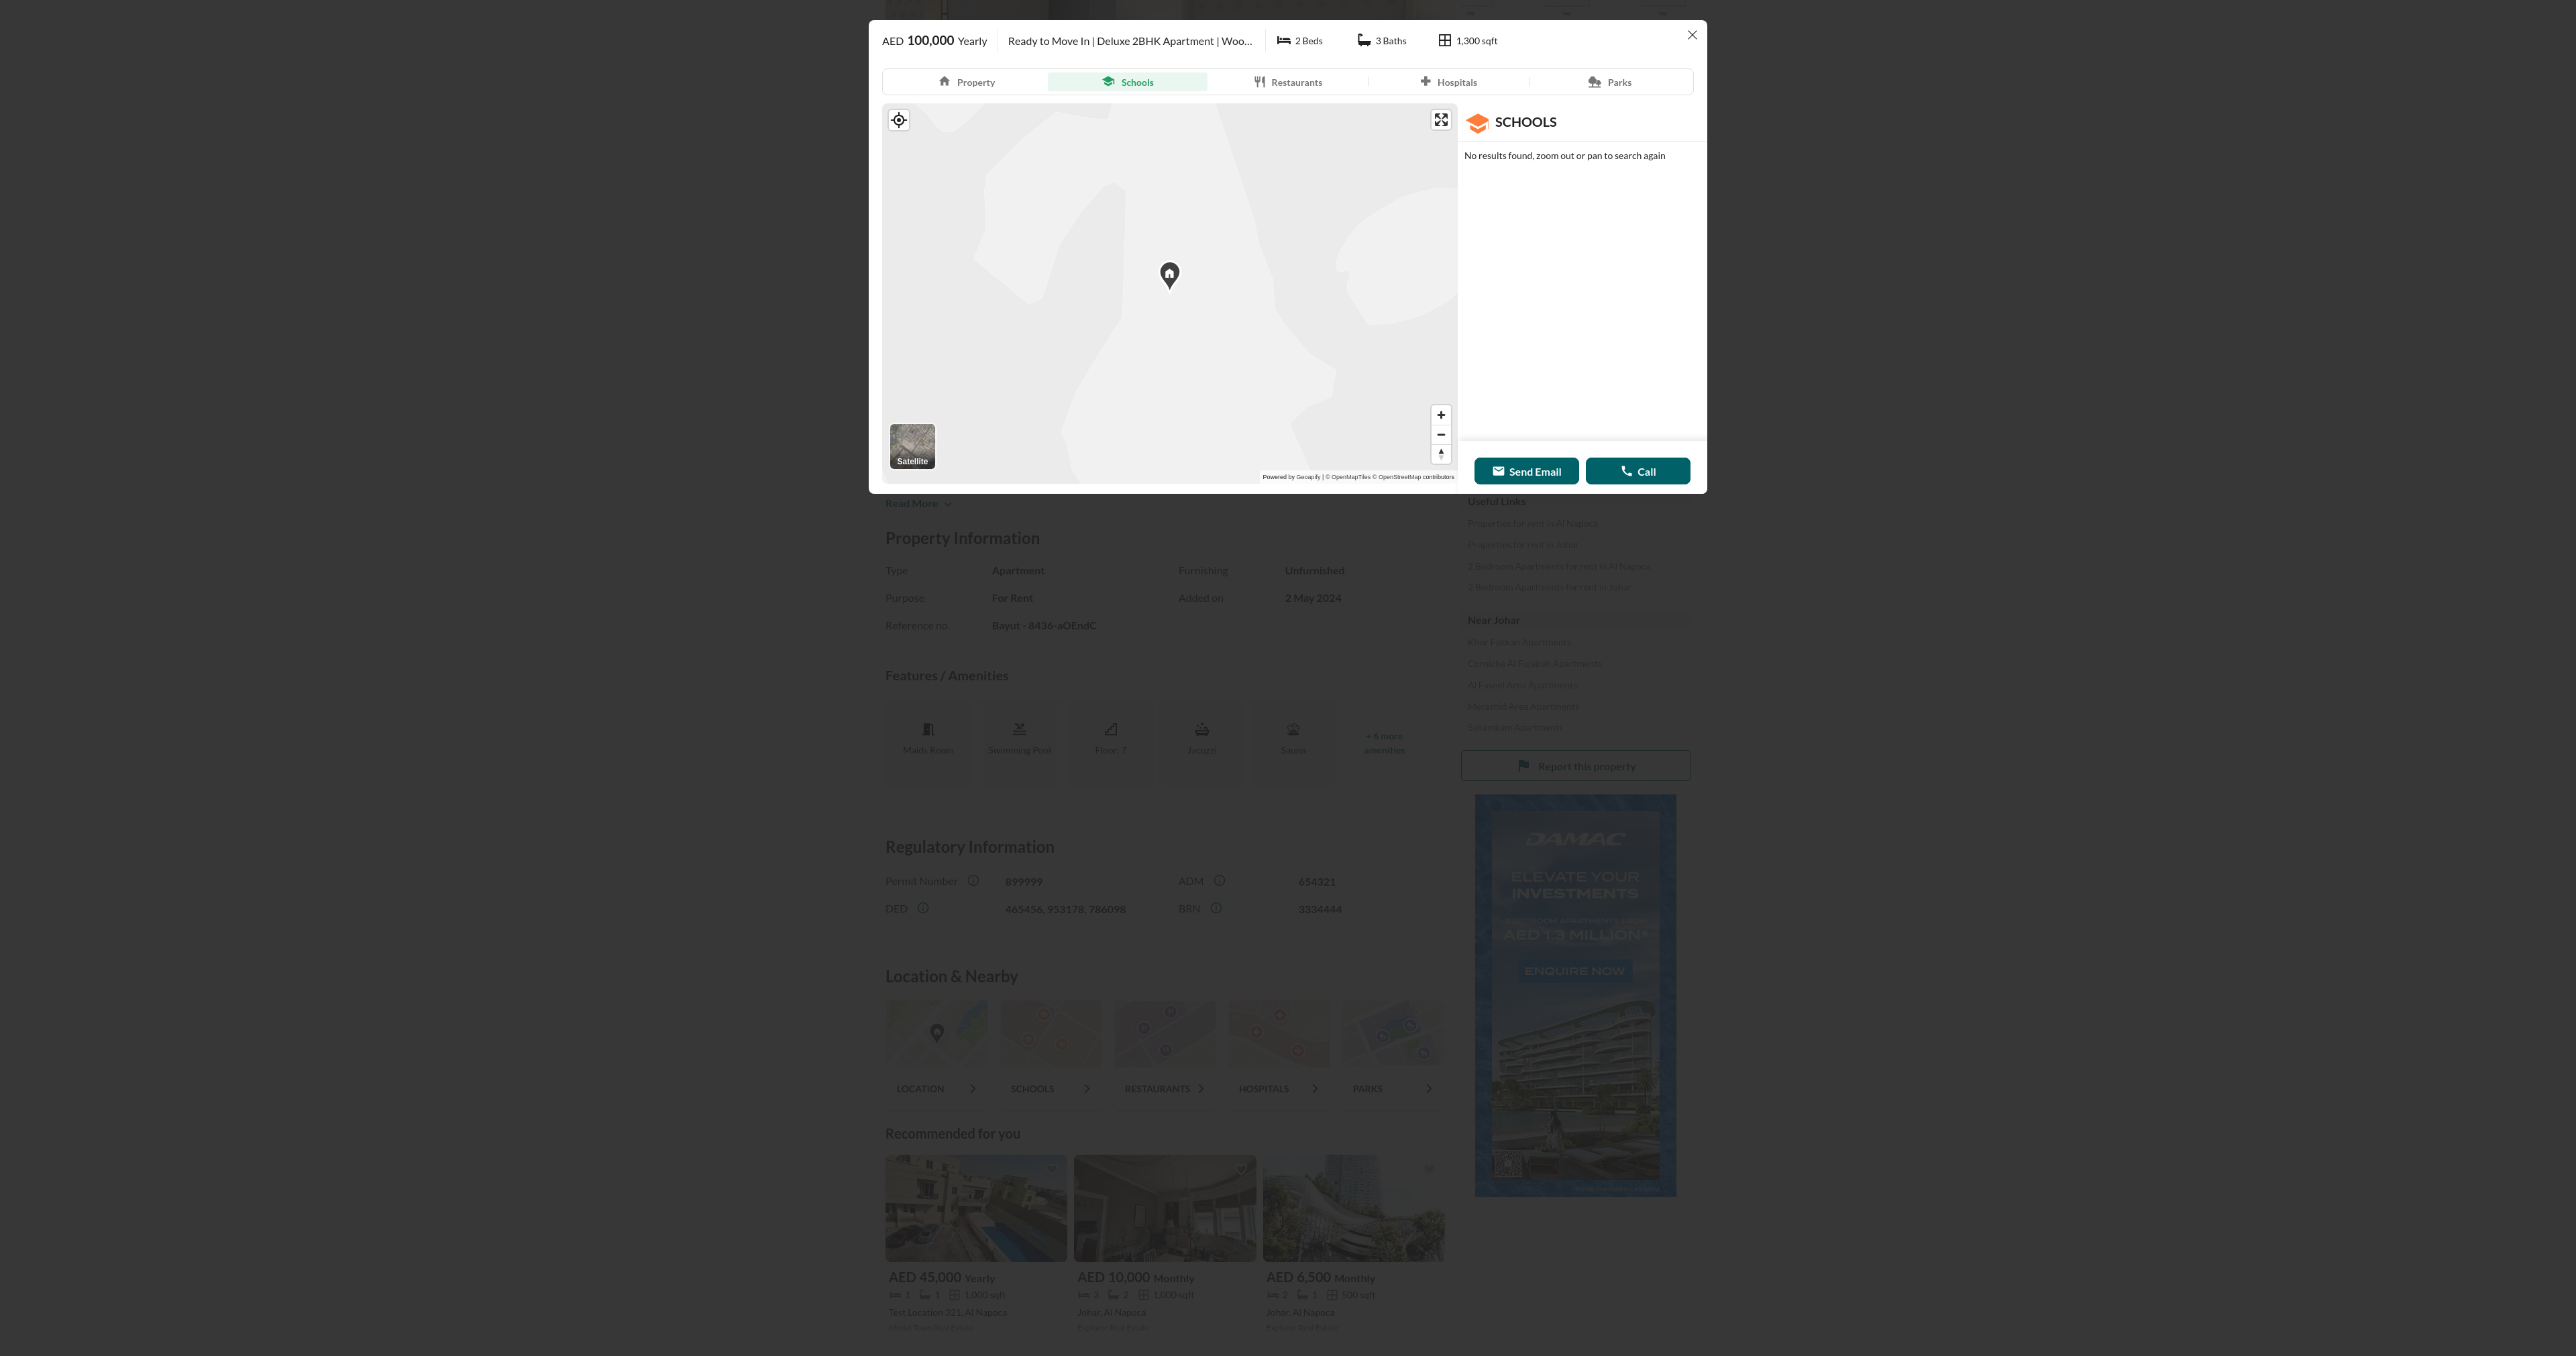 AED 100,000 Yearly
Ready to Move In | Deluxe 2BHK Apartment | Woo...
2 Beds
3 Baths
1,300 sqft
Property
Schools
Restaurants
Hospitals
Parks
SCHOOLS
No results found, zoom out or pan to search again
Satellite
Powered by Geoapify | © OpenMapTiles © OpenStreetMap contributors
Send Email
Call
Read More
Property Information
Type Apartment Furnishing Unfurnished
Purpose For Rent Added on 2 May 2024
Reference no. Bayut - 8436-aOEndC
Features / Amenities
Maids Room
Swimming Pool
Floor: 7
Jacuzzi
Sauna
+ 6 more
amenities
Regulatory Information
Permit Number 899999 ADM 654321
DED 465456, 953178, 786098 BRN 3334444
Location & Nearby
LOCATION
SCHOOLS
RESTAURANTS
HOSPITALS
PARKS
Recommended for you
AED 45,000 Yearly
1 1 1,000 sqft
Test Location 321, Al Napoca
AED 10,000 Monthly
3 2 1,000 sqft
Johar, Al Napoca
Explorer Real Estate
AED 6,500 Monthly
2 1 500 sqft
Johar, Al Napoca
Explorer Real Estate
Useful Links
Properties for rent in Al Napoca
Properties for rent in Johar
2 Bedroom Apartments for rent in Al Napoca
2 Bedroom Apartments for rent in Johar
Near Johar
Khor Fakkan Apartments
Corniche Al Fujairah Apartments
Al Faseel Area Apartments
Merashid Area Apartments
Sakamkam Apartments
Report this property
DAMAC
ELEVATE YOUR
INVESTMENTS
AED 1.3 MILLION*
ENQUIRE NOW